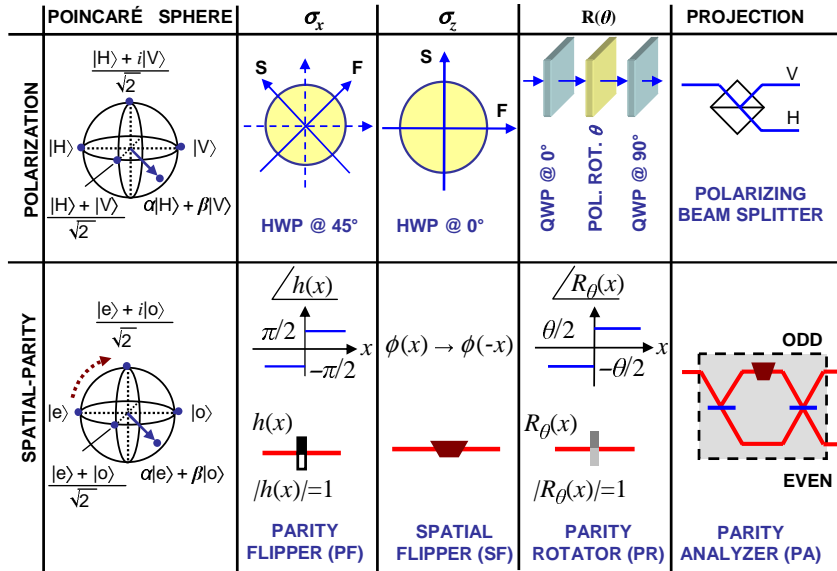 POINCARÉ SPHERE
σx
σz
R(θ)
PROJECTION
POLARIZATION
|H⟩ + i|V⟩
√2
|H⟩
|V⟩
|H⟩ + |V⟩
√2
α|H⟩ + β|V⟩
S
F
HWP @ 45°
S
F
HWP @ 0°
QWP @ 0°
POL. ROT. θ
QWP @ 90°
V
H
POLARIZING
BEAM SPLITTER
SPATIAL-PARITY
|e⟩ + i|o⟩
√2
|e⟩
|o⟩
|e⟩ + |o⟩
√2
α|e⟩ + β|o⟩
∠h(x)
π/2
x
−π/2
h(x)
|h(x)|=1
PARITY
FLIPPER (PF)
ϕ(x) → ϕ(-x)
SPATIAL
FLIPPER (SF)
∠Rθ(x)
θ/2
x
−θ/2
Rθ(x)
|Rθ(x)|=1
PARITY
ROTATOR (PR)
ODD
EVEN
PARITY
ANALYZER (PA)